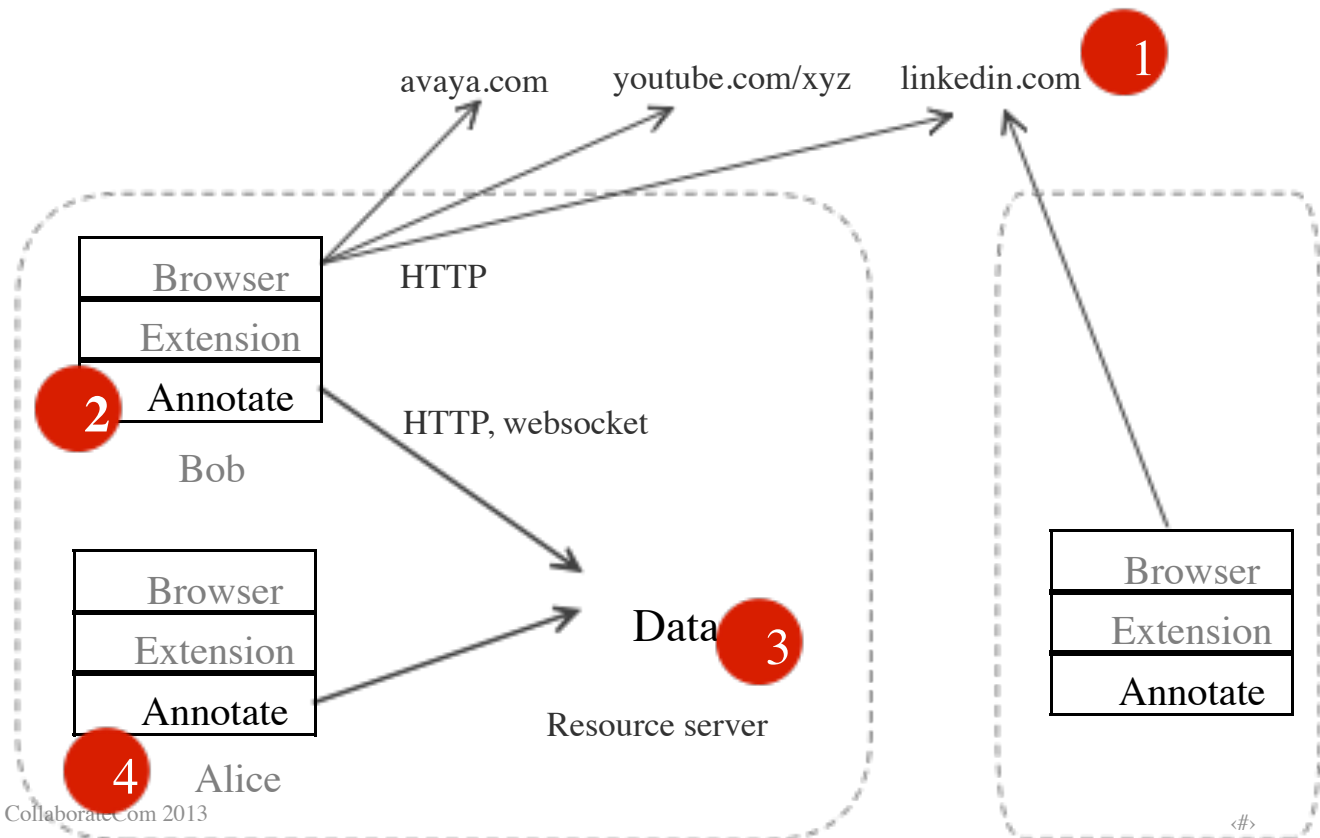 1
avaya.com
youtube.com/xyz
linkedin.com
Browser
HTTP
Extension
Annotate
2
HTTP, websocket
Bob
Browser
Extension
Annotate
4
Alice
Data
3
Resource server
Browser
Extension
Annotate
CollaborateCom 2013
‹#›